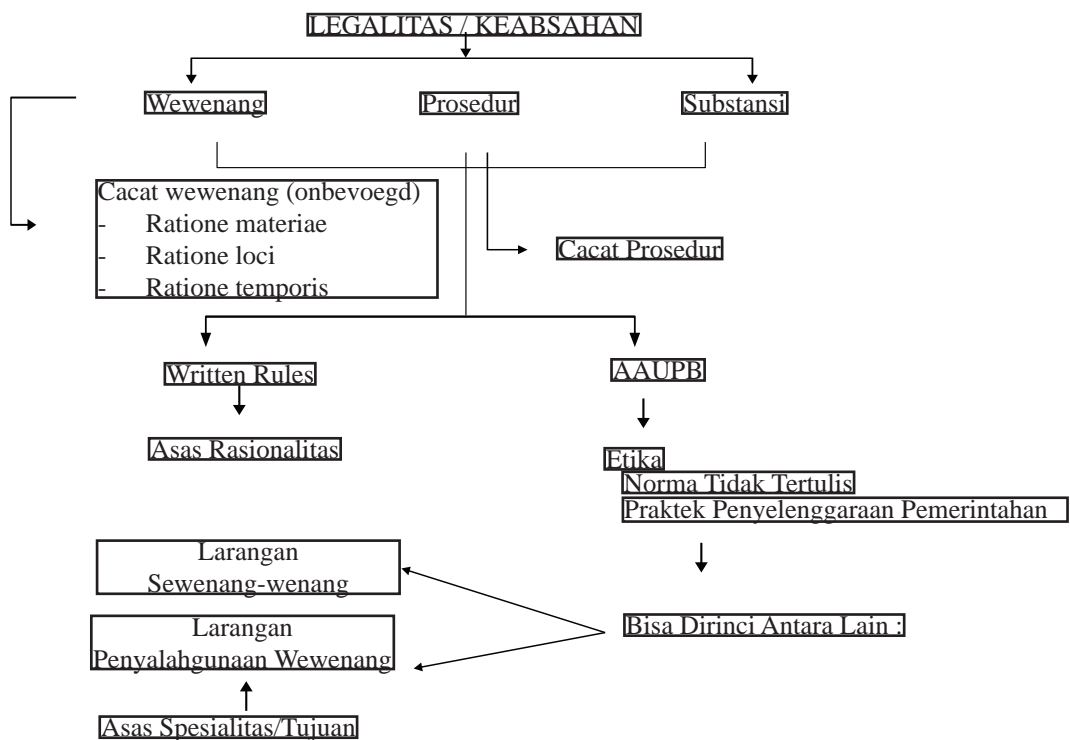 LEGALITAS / KEABSAHAN
Wewenang
Prosedur
Substansi
Cacat wewenang (onbevoegd)
- Ratione materiae
- Ratione loci
- Ratione temporis
Cacat Prosedur
Written Rules
AAUPB
Asas Rasionalitas
Etika
Norma Tidak Tertulis
Praktek Penyelenggaraan Pemerintahan
Larangan
Sewenang-wenang
Bisa Dirinci Antara Lain :
Larangan
Penyalahgunaan Wewenang
Asas Spesialitas/Tujuan